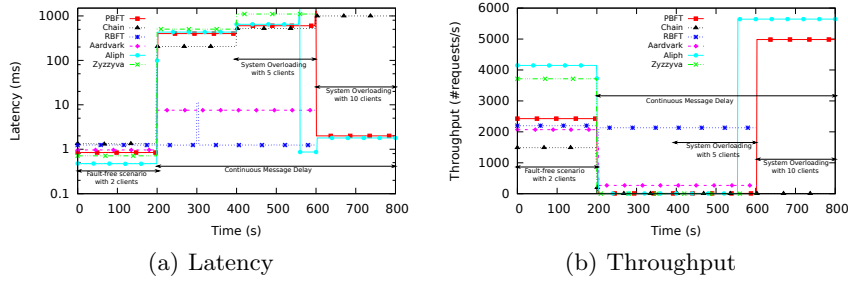 1000
100
10
1
0.1
Latency (ms)
PBFT
Chain
RBFT
Aardvark
Aliph
Zyzzyva
System Overloading
with 5 clients
System Overloading
with 10 clients
Fault-free scenario
with 2 clients
Continuous Message Delay
0 100 200 300 400 500 600 700 800
Time (s)
(a) Latency
6000
5000
4000
3000
2000
1000
0
Throughput (#requests/s)
PBFT
Chain
RBFT
Aardvark
Aliph
Zyzzyva
Continuous Message Delay
System Overloading
with 5 clients
Fault-free scenario
with 2 clients
System Overloading
with 10 clients
0 100 200 300 400 500 600 700 800
Time (s)
(b) Throughput